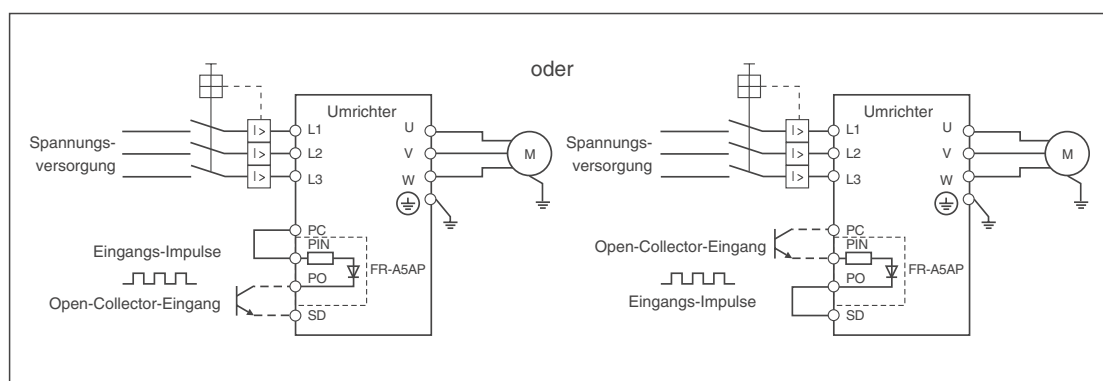 oder
Umrichter
Spannungs-
versorgung
I >
I >
I >
L1
L2
L3
U
V
W
M
PC
PIN
PO
SD
FR-A5AP
Eingangs-Impulse
Open-Collector-Eingang
Umrichter
Spannungs-
versorgung
I >
I >
I >
L1
L2
L3
U
V
W
M
PC
PIN
PO
SD
FR-A5AP
Open-Collector-Eingang
Eingangs-Impulse